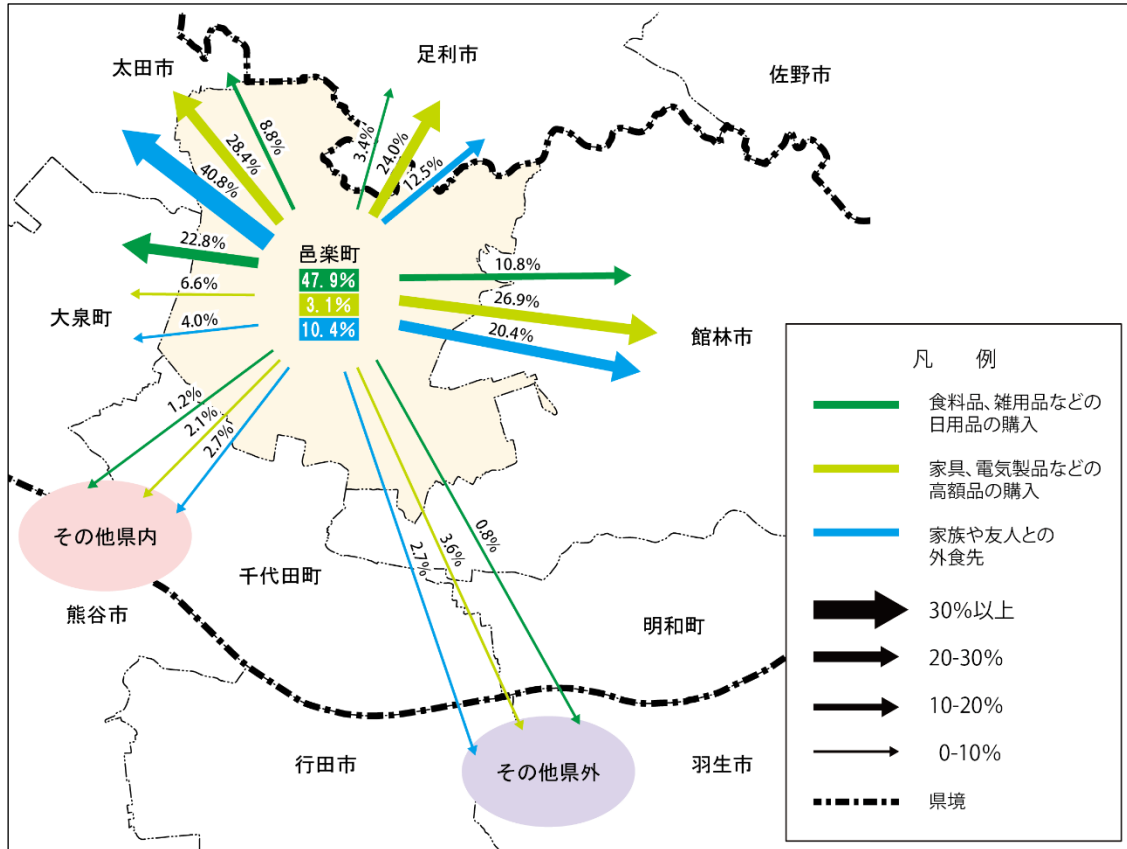 太田市
足利市
佐野市
8.8%
28.4%
40.8%
3.4%
24.0%
12.5%
邑楽町
47.9%
3.1%
10.4%
22.8%
6.6%
4.0%
大泉町
10.8%
26.9%
20.4%
館林市
1.2%
2.1%
2.7%
その他県内
熊谷市
千代田町
明和町
2.7%
3.6%
0.8%
行田市
その他県外
羽生市
凡　例
食料品、雑用品などの
日用品の購入
家具、電気製品などの
高額品の購入
家族や友人との
外食先
30%以上
20-30%
10-20%
0-10%
県境